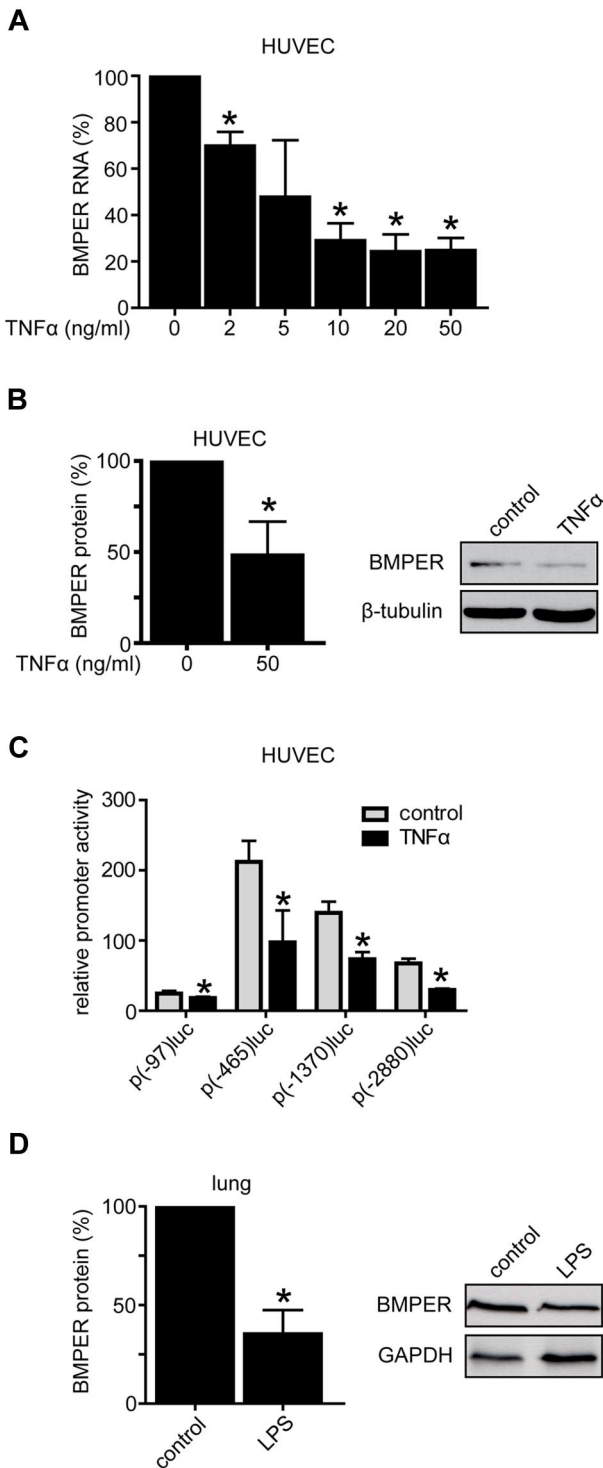 A
HUVEC
BMPER RNA (%)
100
80
60
40
20
0
* * * *
TNFα (ng/ml) 0 2 5 10 20 50
B
HUVEC
BMPER protein (%)
100
50
0
*
TNFα (ng/ml) 0 50
control TNFα
BMPER
β-tubulin
C
HUVEC
relative promoter activity
300
200
100
0
control
TNFα
* * * *
p(-97)luc p(-465)luc p(-1370)luc p(-2880)luc
D
lung
BMPER protein (%)
100
50
0
*
control LPS
control LPS
BMPER
GAPDH